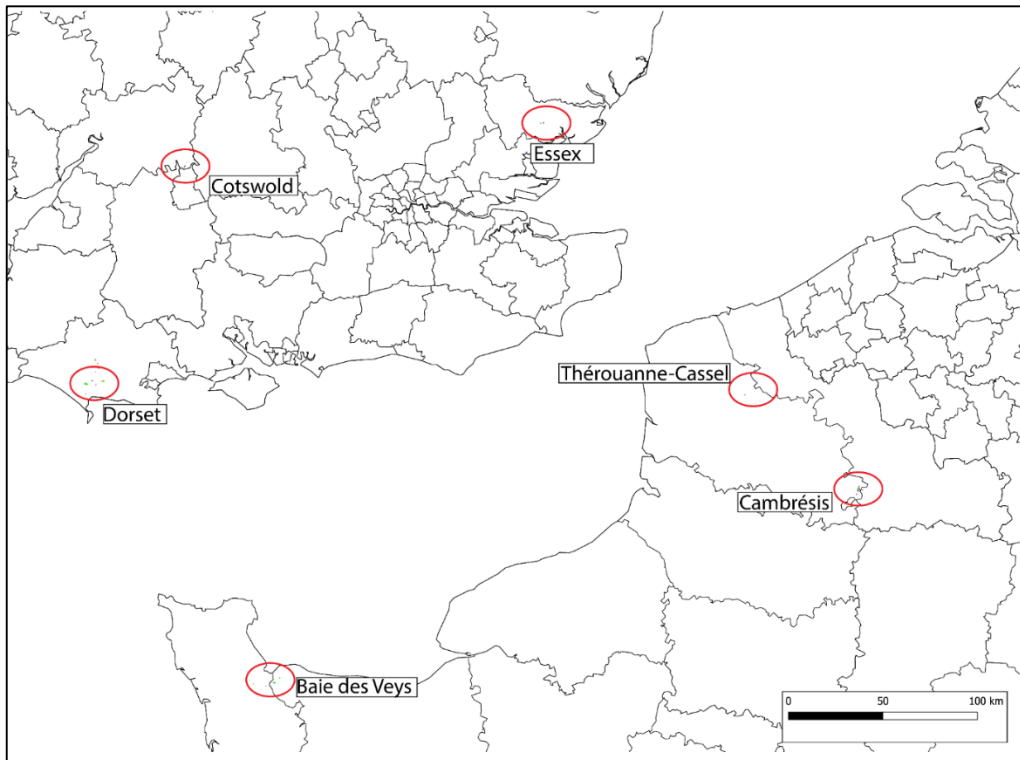 Essex
Cotswold
Thérouanne-Cassel
Dorset
Cambrésis
Baie des Veys
0 50 100 km